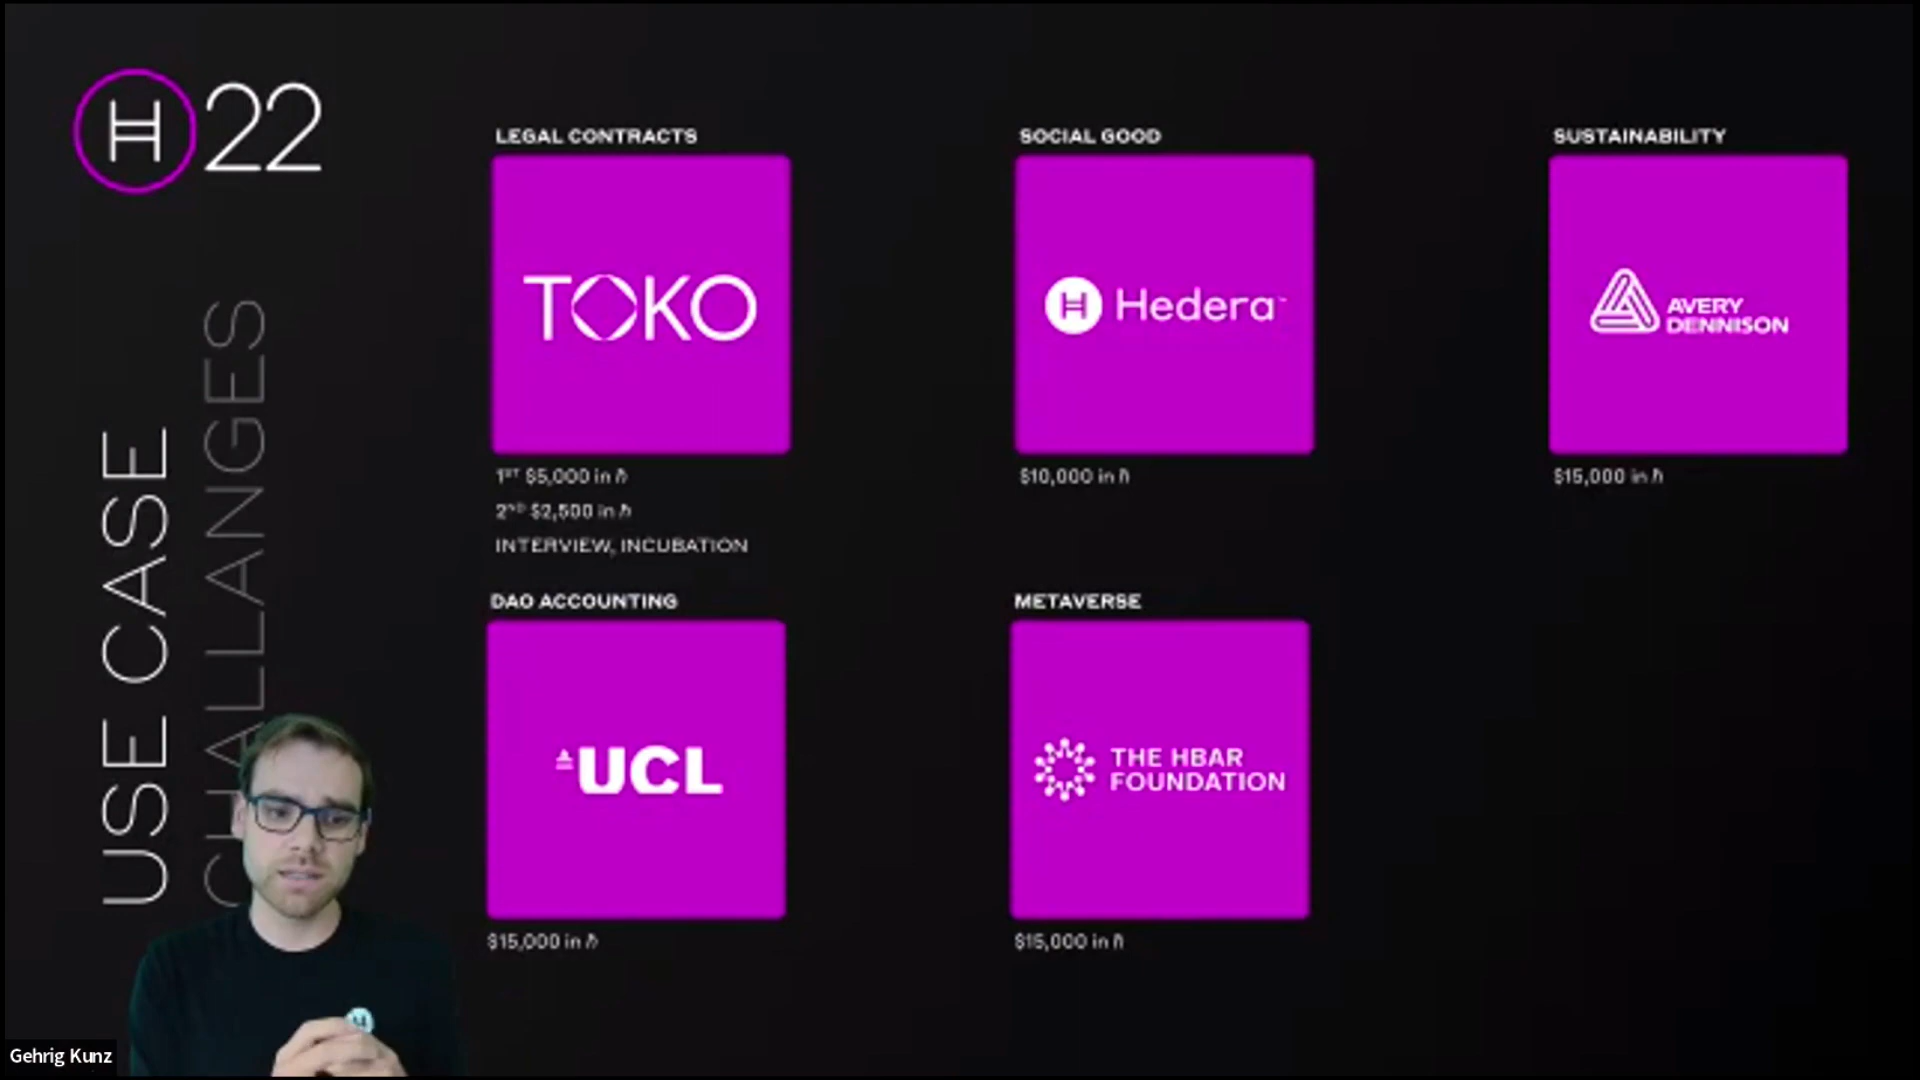 H22
USE CASE
CHALLANGES
LEGAL CONTRACTS
TOKO
1ST $5,000 in ℏ
2ND $2,500 in ℏ
INTERVIEW, INCUBATION
SOCIAL GOOD
H Hedera™
$10,000 in ℏ
SUSTAINABILITY
AVERY
DENNISON
$15,000 in ℏ
DAO ACCOUNTING
UCL
$15,000 in ℏ
METAVERSE
THE HBAR
FOUNDATION
$15,000 in ℏ
Gehrig Kunz